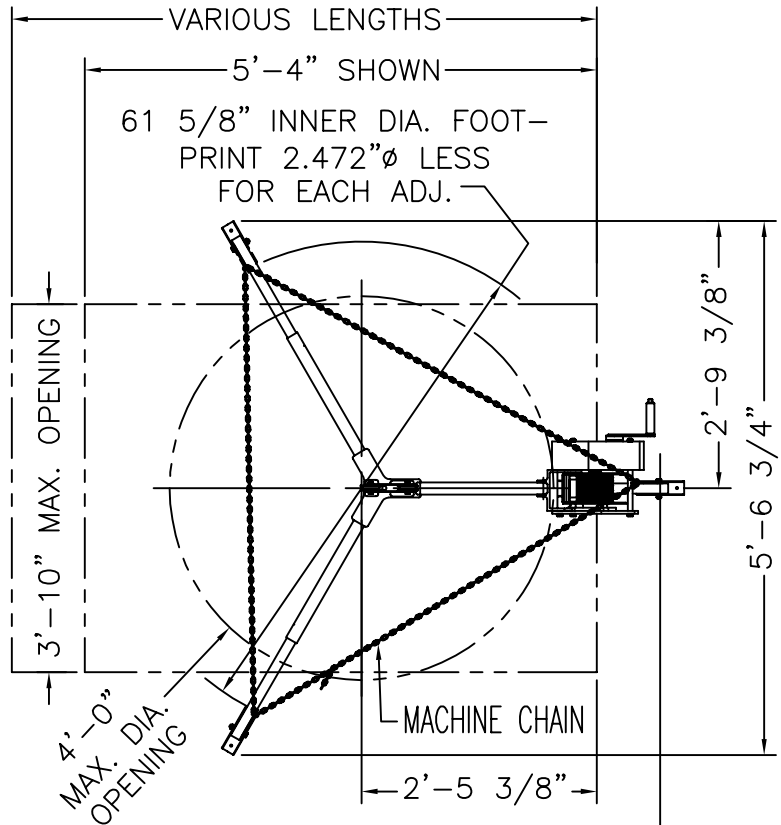 VARIOUS LENGTHS
5'-4" SHOWN
61 5/8" INNER DIA. FOOT-
PRINT 2.472"ø LESS
FOR EACH ADJ.
3'-10" MAX. OPENING
2'-9 3/8"
5'-6 3/4"
4'-0"
MAX. DIA.
OPENING
MACHINE CHAIN
2'-5 3/8"